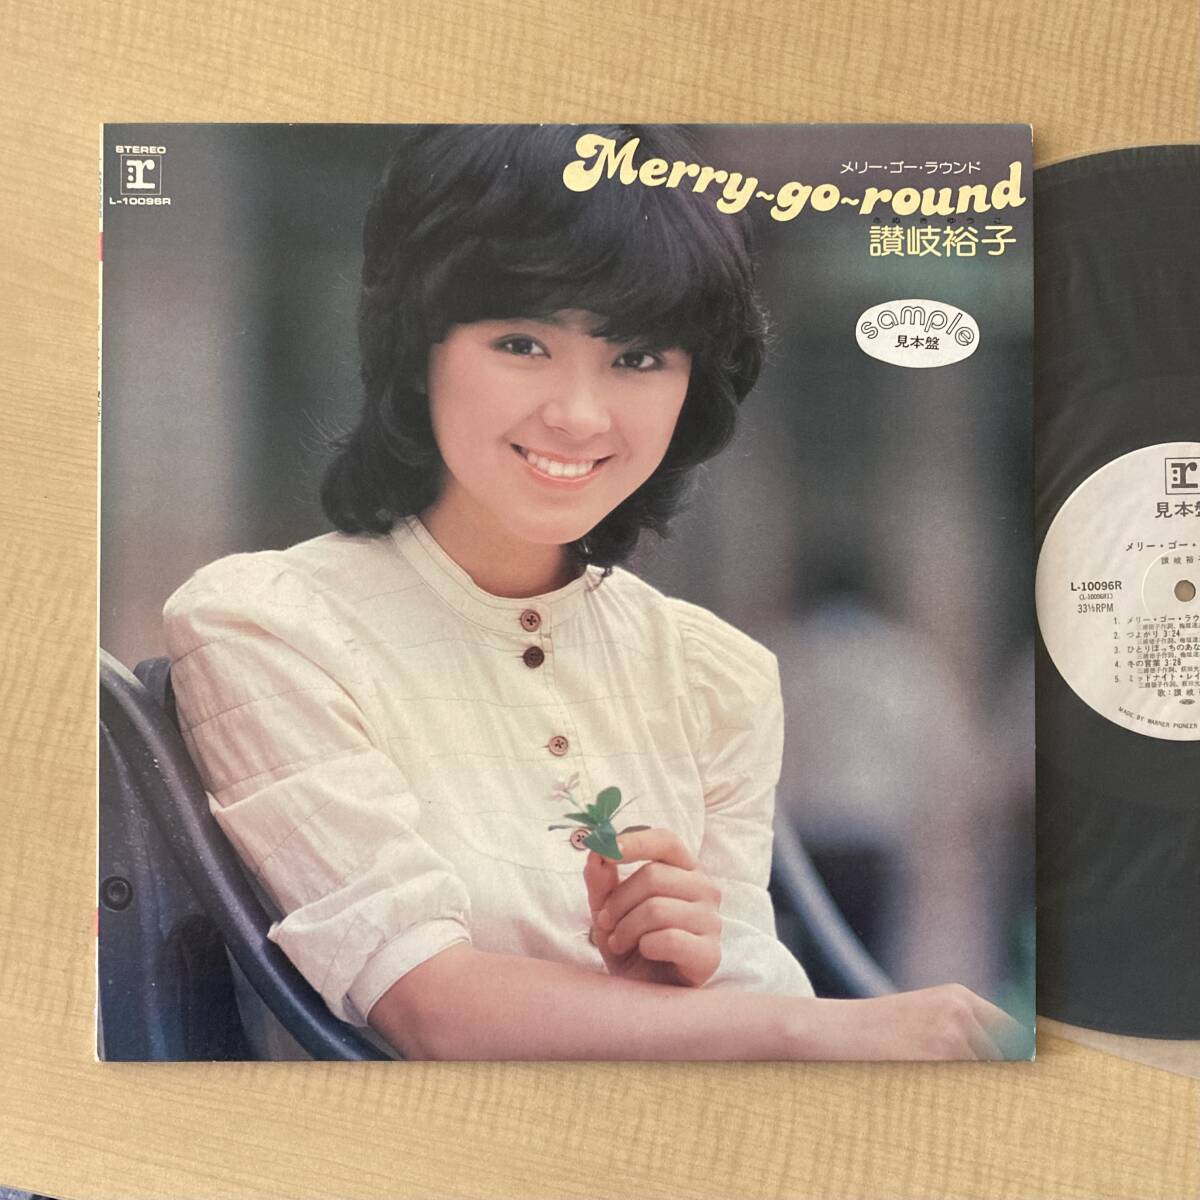 STEREO
r
L-10096R
メリー・ゴー・ラウンド
Merry~go~round
さぬきゆうこ
讃岐裕子
sample
見本盤
r
見本盤
メリー・ゴー・
讃岐裕
L-10096R
(L-10096R1)
33⅓RPM
1. メリー・ゴー・ラウ
2. つよがり 3:24
3. ひとりぼっちのあな
4. 冬の言葉 3:28
5. ミッドナイト・レイ
歌:讃岐
MADE BY WARNER PIONEER